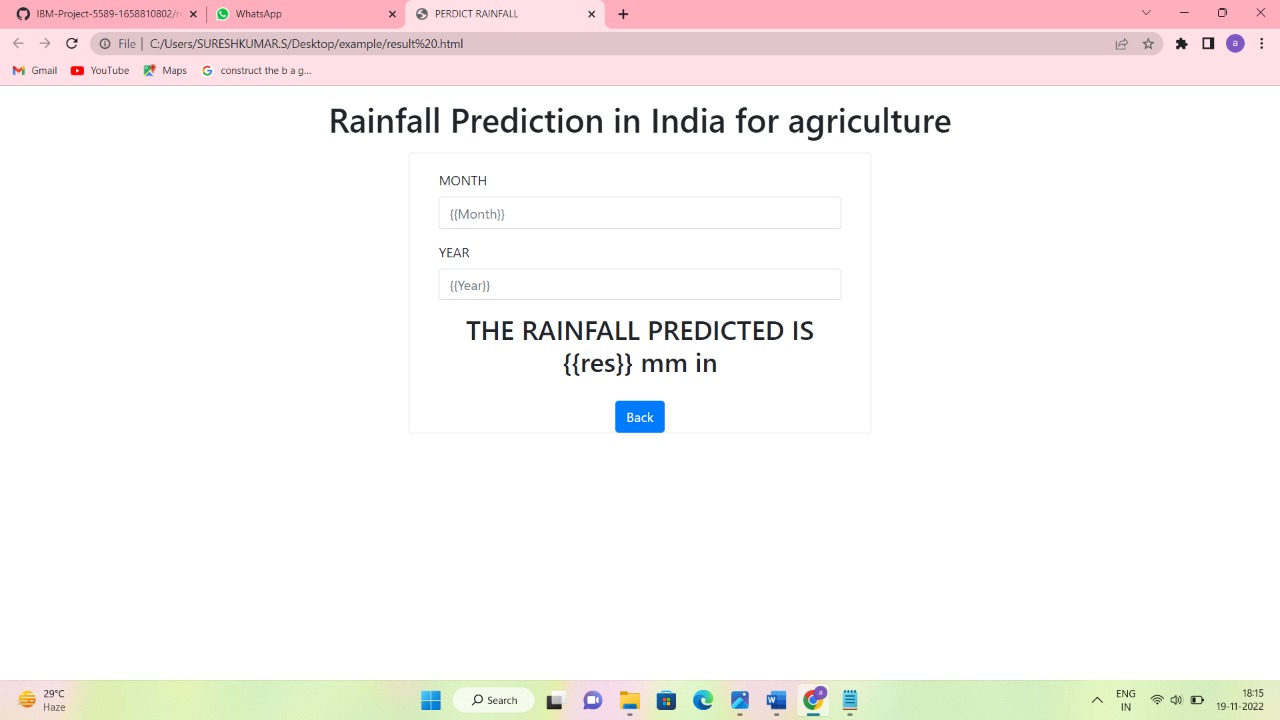 IBM-Project-5589-1658810802/re
WhatsApp
PERDICT RAINFALL
File
C:/Users/SURESHKUMAR.S/Desktop/example/result%20.html
a
Gmail
YouTube
Maps
construct the b a g...
Rainfall Prediction in India for agriculture
MONTH
{{Month}}
YEAR
{{Year}}
THE RAINFALL PREDICTED IS
{{res}} mm in
Back
29°C
Haze
Search
ENG
IN
18:15
19-11-2022